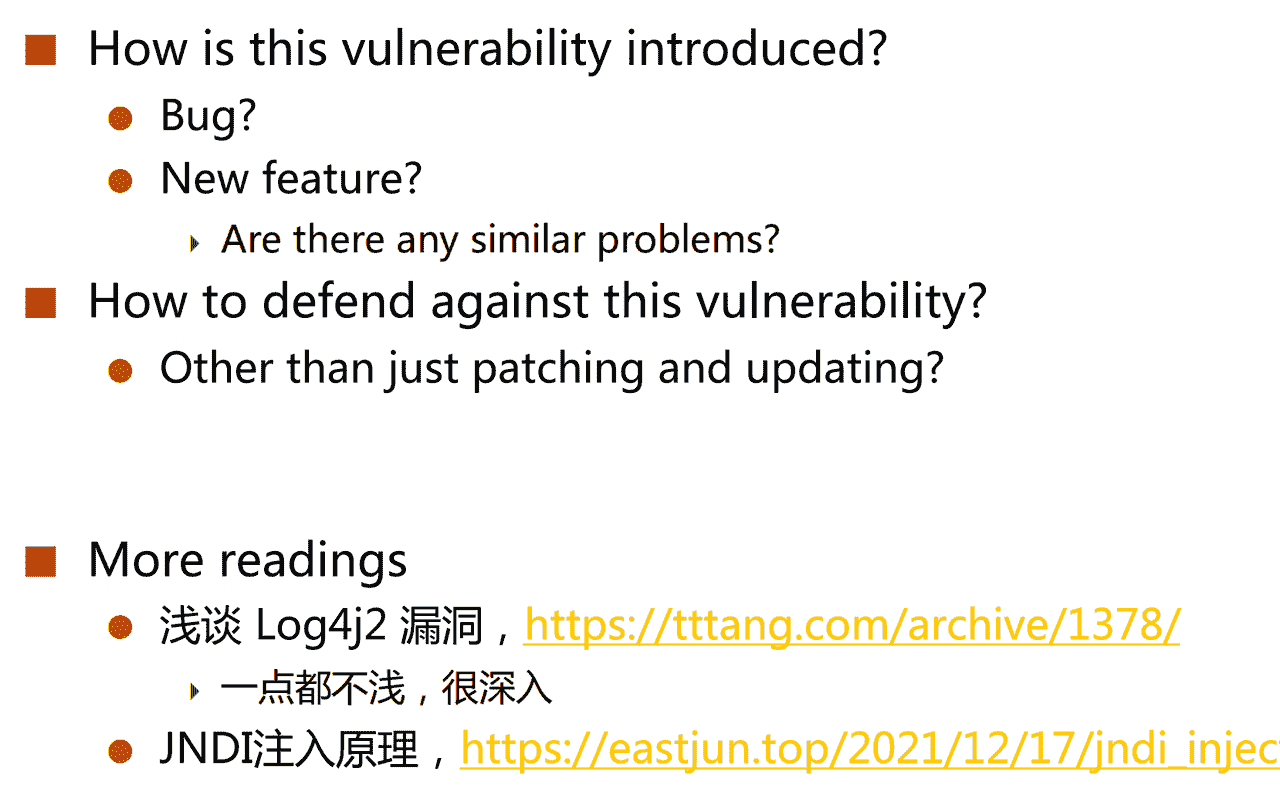 How is this vulnerability introduced?
Bug?
New feature?
Are there any similar problems?
How to defend against this vulnerability?
Other than just patching and updating?
More readings
浅谈 Log4j2 漏洞，https://tttang.com/archive/1378/
一点都不浅，很深入
JNDI注入原理，https://eastjun.top/2021/12/17/jndi_injec